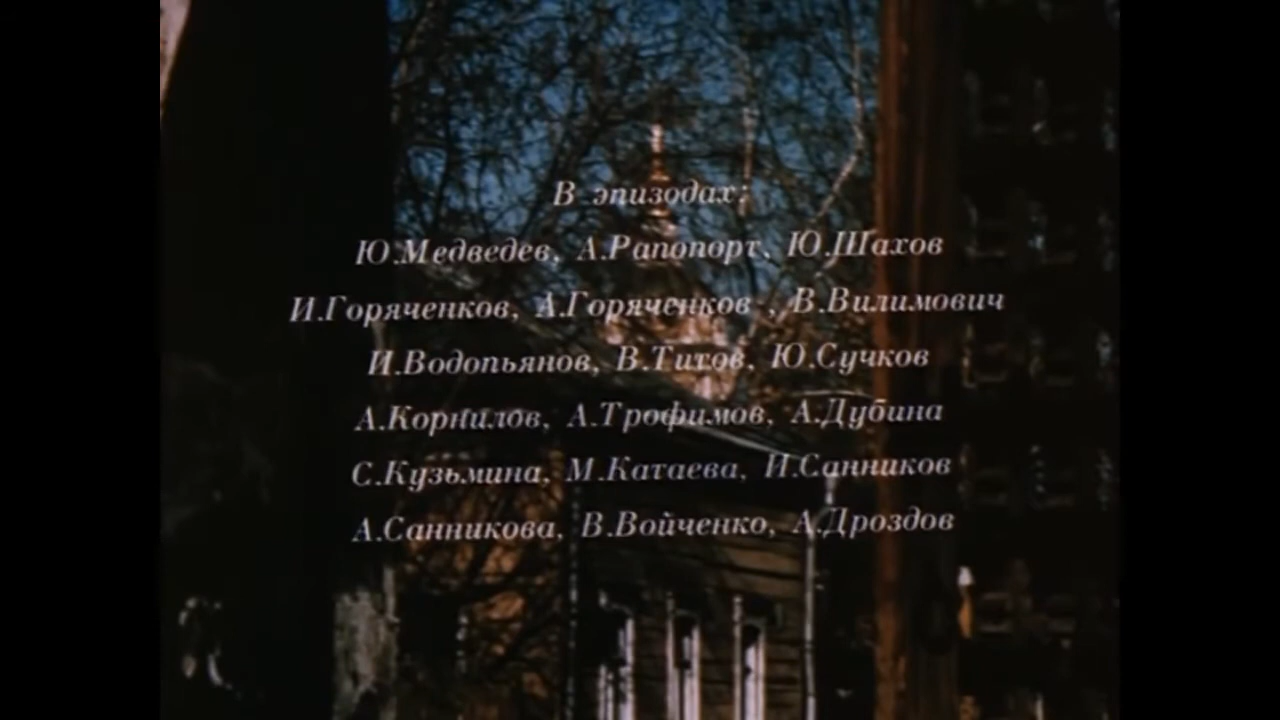 В эпизодах:
Ю.Медведев, А.Рапопорт, Ю.Шахов
И.Горяченков, А.Горяченков , В.Вилимович
И.Водопьянов, В.Титов, Ю.Сучков
А.Корнилов, А.Трофимов, А.Дубина
С.Кузьмина, М.Катаева, И.Санников
А.Санникова, В.Войченко, А.Дроздов